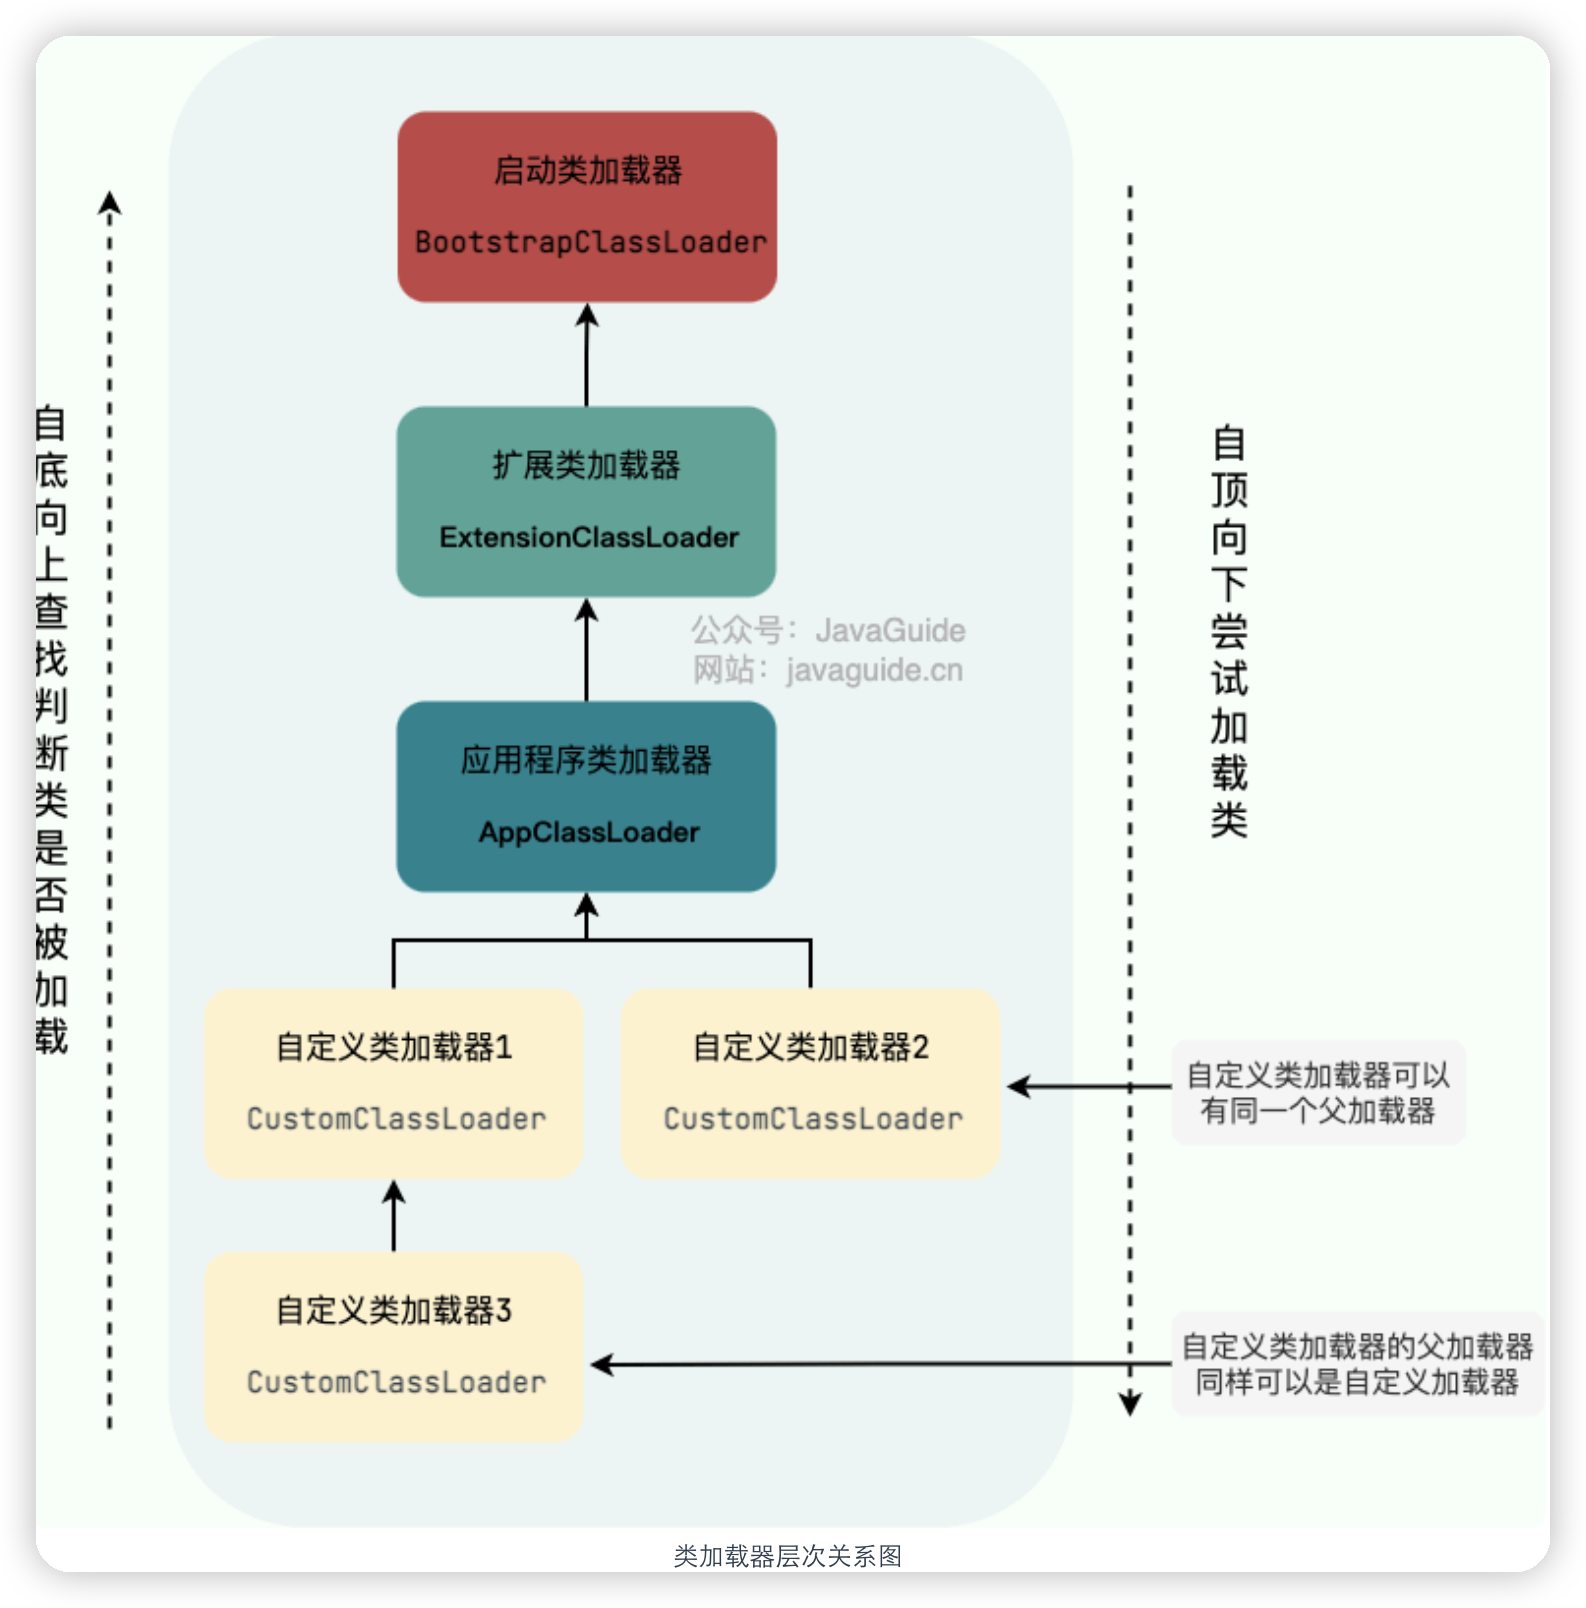 启动类加载器
BootstrapClassLoader
扩展类加载器
ExtensionClassLoader
公众号：JavaGuide
网站：javaguide.cn
应用程序类加载器
AppClassLoader
自底向上查找判断类是否被加载
自顶向下尝试加载类
自定义类加载器1
CustomClassLoader
自定义类加载器2
CustomClassLoader
自定义类加载器可以
有同一个父加载器
自定义类加载器3
CustomClassLoader
自定义类加载器的父加载器
同样可以是自定义加载器
类加载器层次关系图